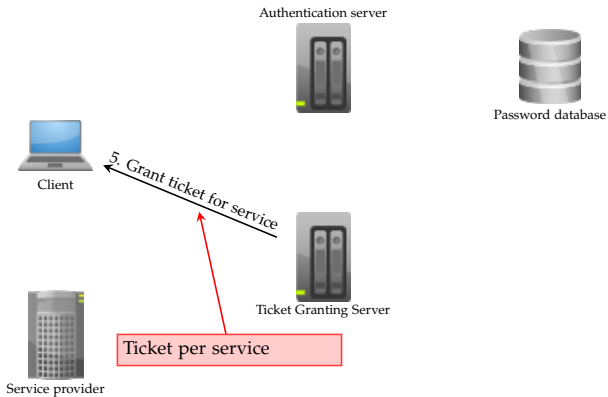 Authentication server
Password database
5. Grant ticket for service
Client
Ticket Granting Server
Ticket per service
Service provider